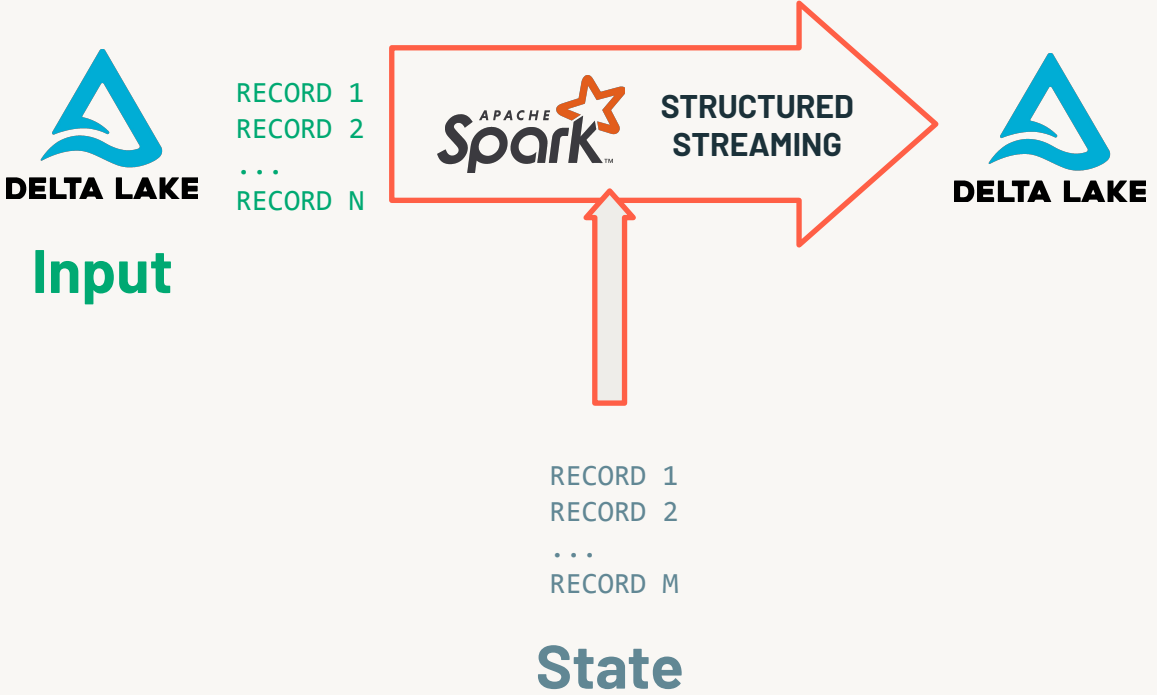 DELTA LAKE
RECORD 1
RECORD 2
...
RECORD N
Input
APACHE
Spark™
STRUCTURED
STREAMING
DELTA LAKE
RECORD 1
RECORD 2
...
RECORD M
State